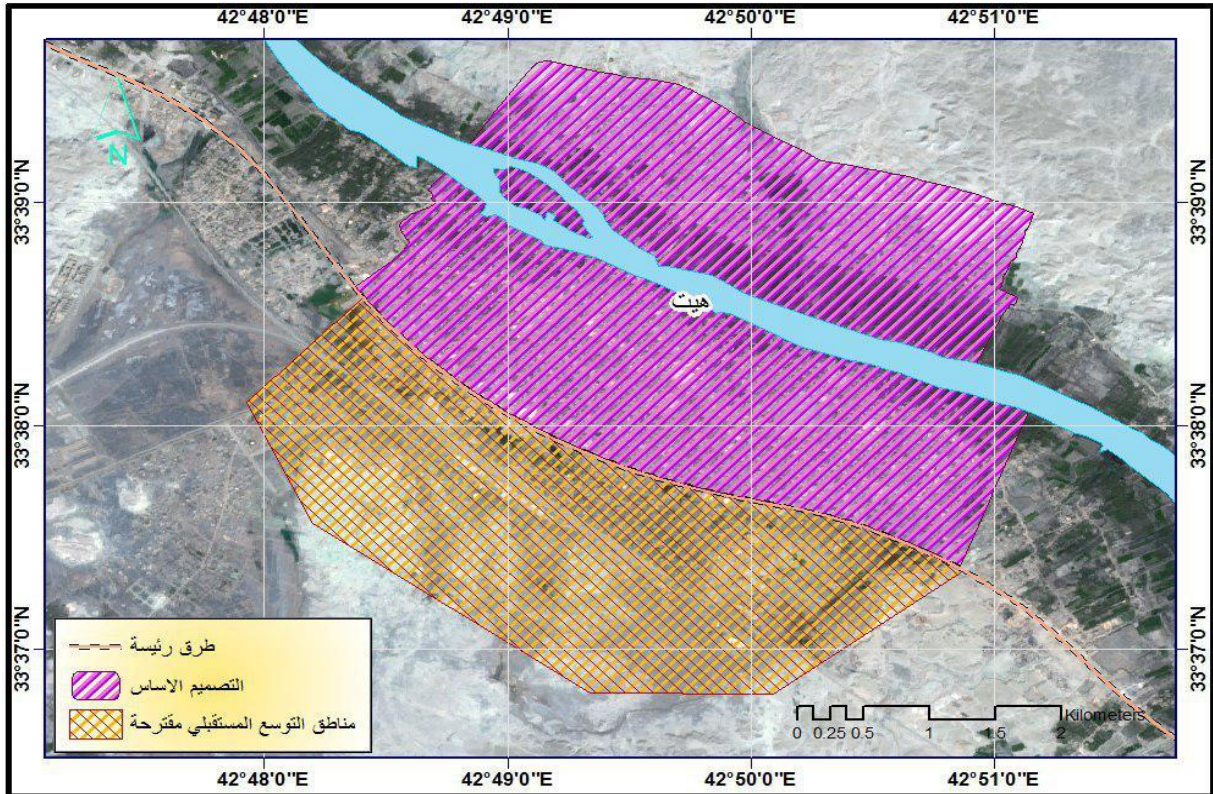 42°48'0"E 42°49'0"E 42°50'0"E 42°51'0"E
33°39'0"N 33°39'0"N
N
هيت
33°38'0"N 33°38'0"N
33°37'0"N 33°37'0"N
طرق رئيسة
التصميم الاساس
مناطق التوسع المستقبلي مقترحة
Kilometers
0 0.25 0.5 1 1.5 2
42°48'0"E 42°49'0"E 42°50'0"E 42°51'0"E